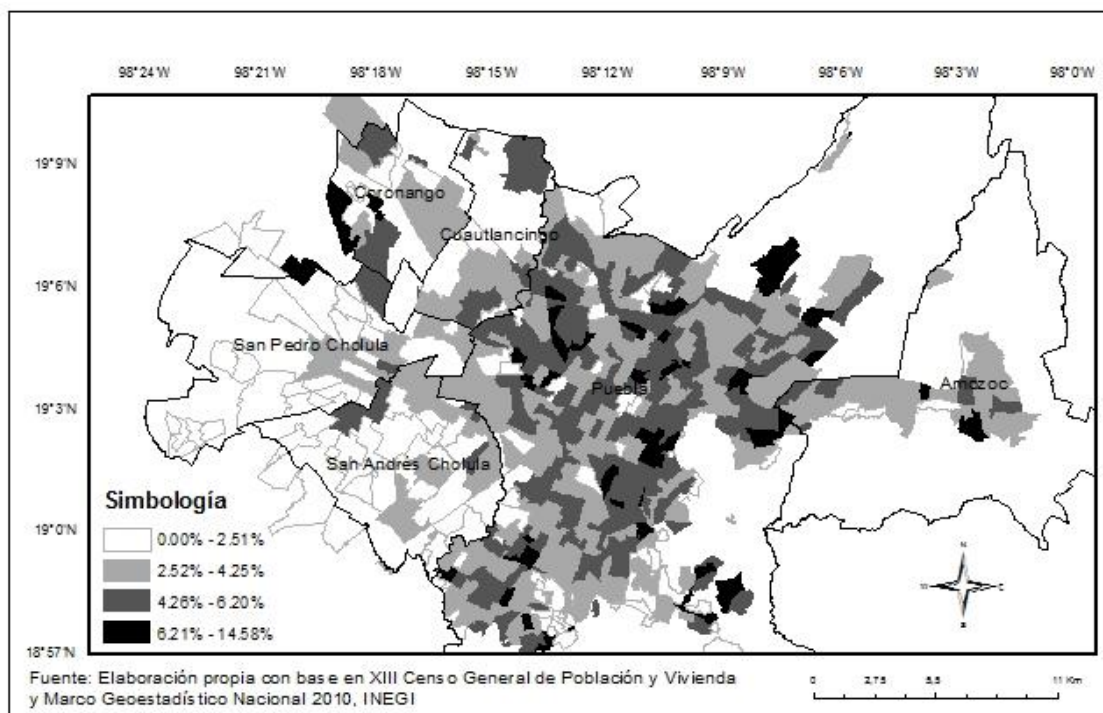 98°24'W 98°21'W 98°18'W 98°15'W 98°12'W 98°9'W 98°6'W 98°3'W 98°0'W
19°9'N
Coronango
Cuautlancingo
19°6'N
San Pedro Cholula
Puebla
Amozoc
19°3'N
San Andrés Cholula
Simbología
19°0'N
0.00% - 2.51%
2.52% - 4.25%
4.26% - 6.20%
6.21% - 14.58%
N
18°57'N
Fuente: Elaboración propia con base en XIII Censo General de Población y Vivienda
y Marco Geoestadístico Nacional 2010, INEGI
0 2,75 5,5 11 Km